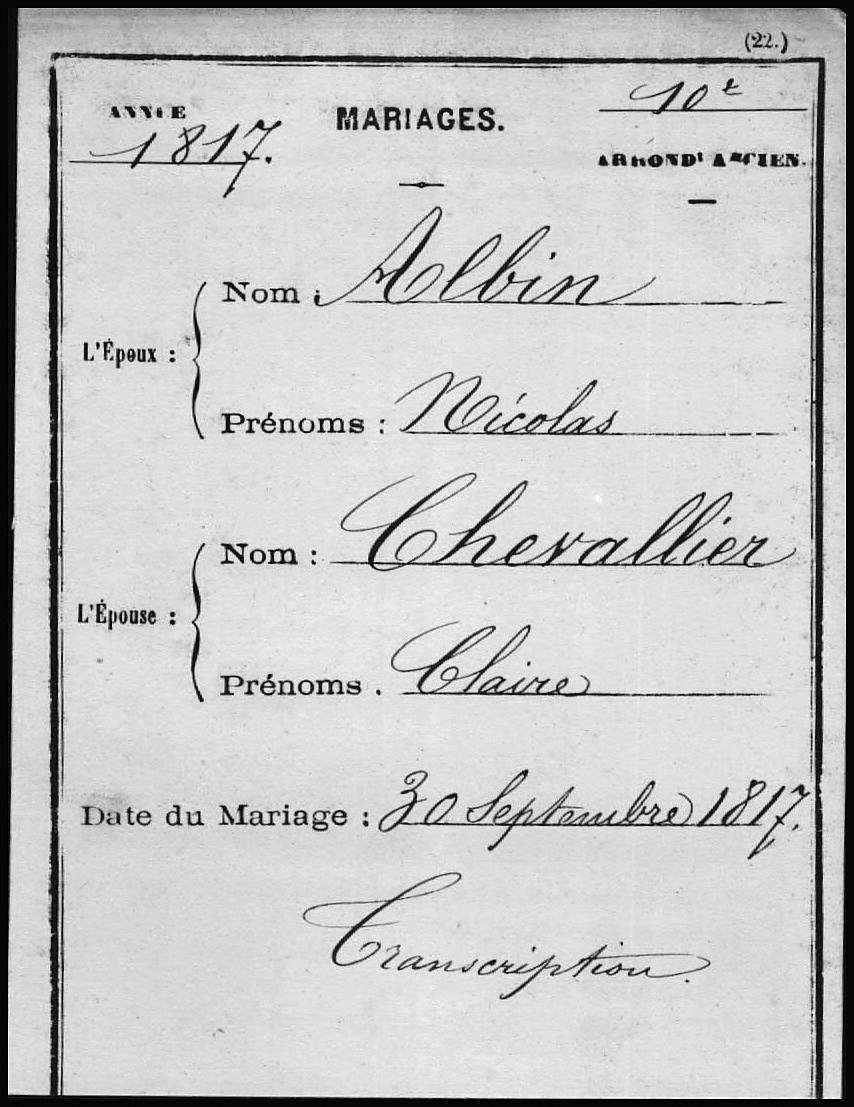 (22.)
ANNÉE
1817.
MARIAGES.
10e
ARRONDt ANCIEN.
L'Époux :
Nom : Albin
Prénoms : Nicolas
L'Épouse :
Nom : Chevallier
Prénoms . Claire
Date du Mariage : 30 Septembre 1817.
Transcription.